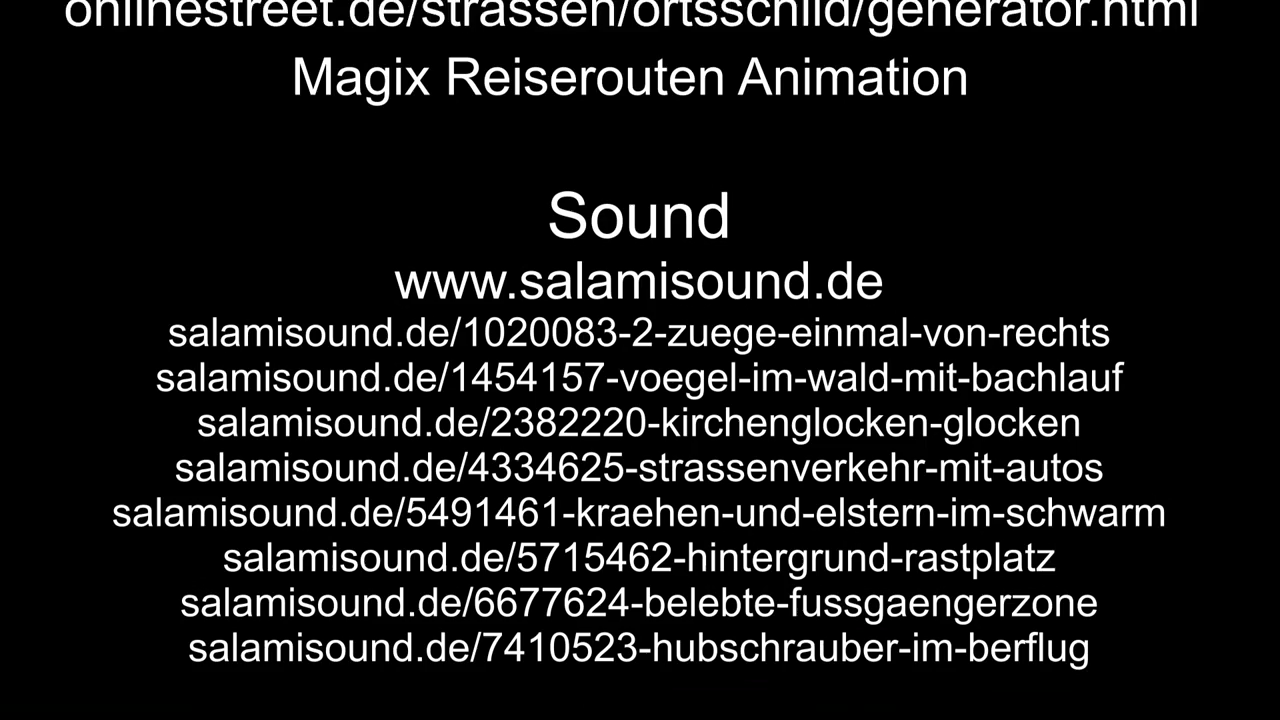 onlinestreet.de/strassen/ortsschild/generator.html
Magix Reiserouten Animation
Sound
www.salamisound.de
salamisound.de/1020083-2-zuege-einmal-von-rechts
salamisound.de/1454157-voegel-im-wald-mit-bachlauf
salamisound.de/2382220-kirchenglocken-glocken
salamisound.de/4334625-strassenverkehr-mit-autos
salamisound.de/5491461-kraehen-und-elstern-im-schwarm
salamisound.de/5715462-hintergrund-rastplatz
salamisound.de/6677624-belebte-fussgaengerzone
salamisound.de/7410523-hubschrauber-im-berflug